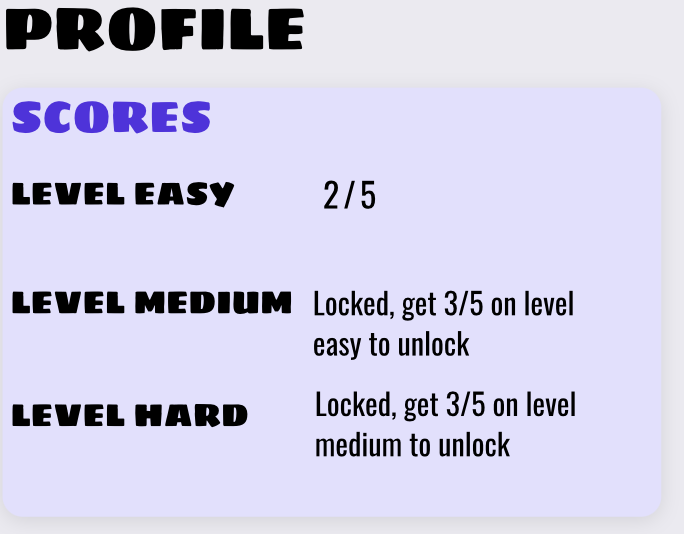 PROFILE
SCORES
LEVEL EASY 2/5
LEVEL MEDIUM Locked, get 3/5 on level
easy to unlock
LEVEL HARD Locked, get 3/5 on level
medium to unlock